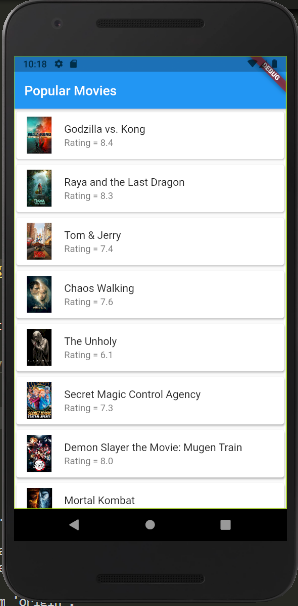 10:18
DEBUG
Popular Movies
Godzilla vs. Kong
Rating = 8.4
Raya and the Last Dragon
Rating = 8.3
Tom & Jerry
Rating = 7.4
Chaos Walking
Rating = 7.6
The Unholy
Rating = 6.1
Secret Magic Control Agency
Rating = 7.3
Demon Slayer the Movie: Mugen Train
Rating = 8.0
Mortal Kombat